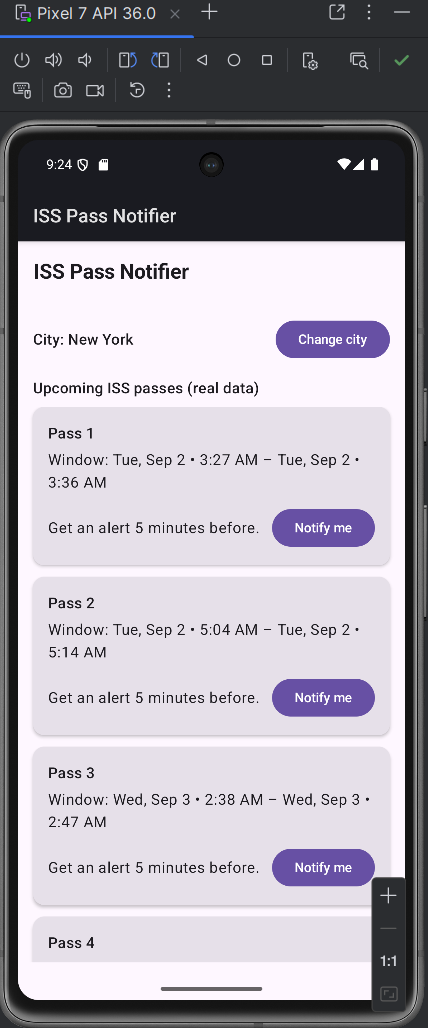 Pixel 7 API 36.0
9:24
ISS Pass Notifier
ISS Pass Notifier
City: New York
Change city
Upcoming ISS passes (real data)
Pass 1
Window: Tue, Sep 2 • 3:27 AM – Tue, Sep 2 •
3:36 AM
Get an alert 5 minutes before.
Notify me
Pass 2
Window: Tue, Sep 2 • 5:04 AM – Tue, Sep 2 •
5:14 AM
Get an alert 5 minutes before.
Notify me
Pass 3
Window: Wed, Sep 3 • 2:38 AM – Wed, Sep 3 •
2:47 AM
Get an alert 5 minutes before.
Notify me
Pass 4
1:1